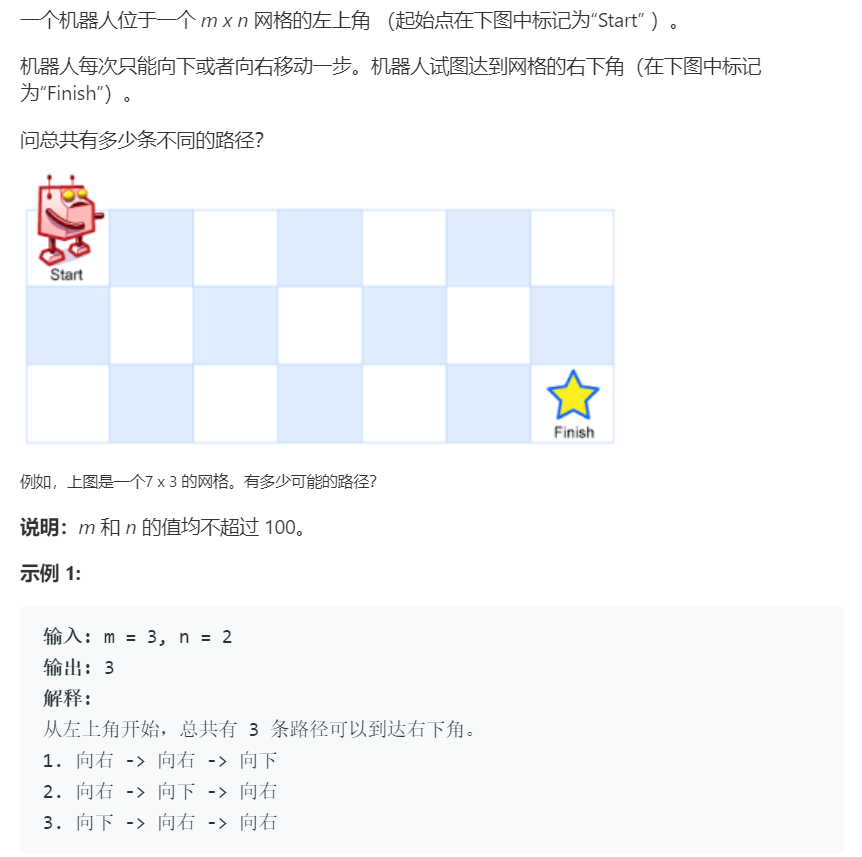 一个机器人位于一个 m x n 网格的左上角 （起始点在下图中标记为“Start” ）。
机器人每次只能向下或者向右移动一步。机器人试图达到网格的右下角（在下图中标记
为“Finish”）。
问总共有多少条不同的路径？
Start
Finish
例如，上图是一个7 x 3 的网格。有多少可能的路径？
说明：m 和 n 的值均不超过 100。
示例 1:
输入: m = 3, n = 2
输出: 3
解释:
从左上角开始，总共有 3 条路径可以到达右下角。
1. 向右 -> 向右 -> 向下
2. 向右 -> 向下 -> 向右
3. 向下 -> 向右 -> 向右